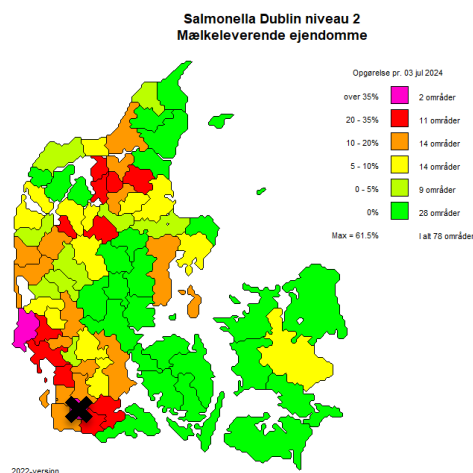 Salmonella Dublin niveau 2
Mælkeleverende ejendomme
Opgørelse pr. 03 jul 2024
over 35% 2 områder
20 - 35% 11 områder
10 - 20% 14 områder
5 - 10% 14 områder
0 - 5% 9 områder
0% 28 områder
Max = 61.5% I alt 78 områder
2022-version